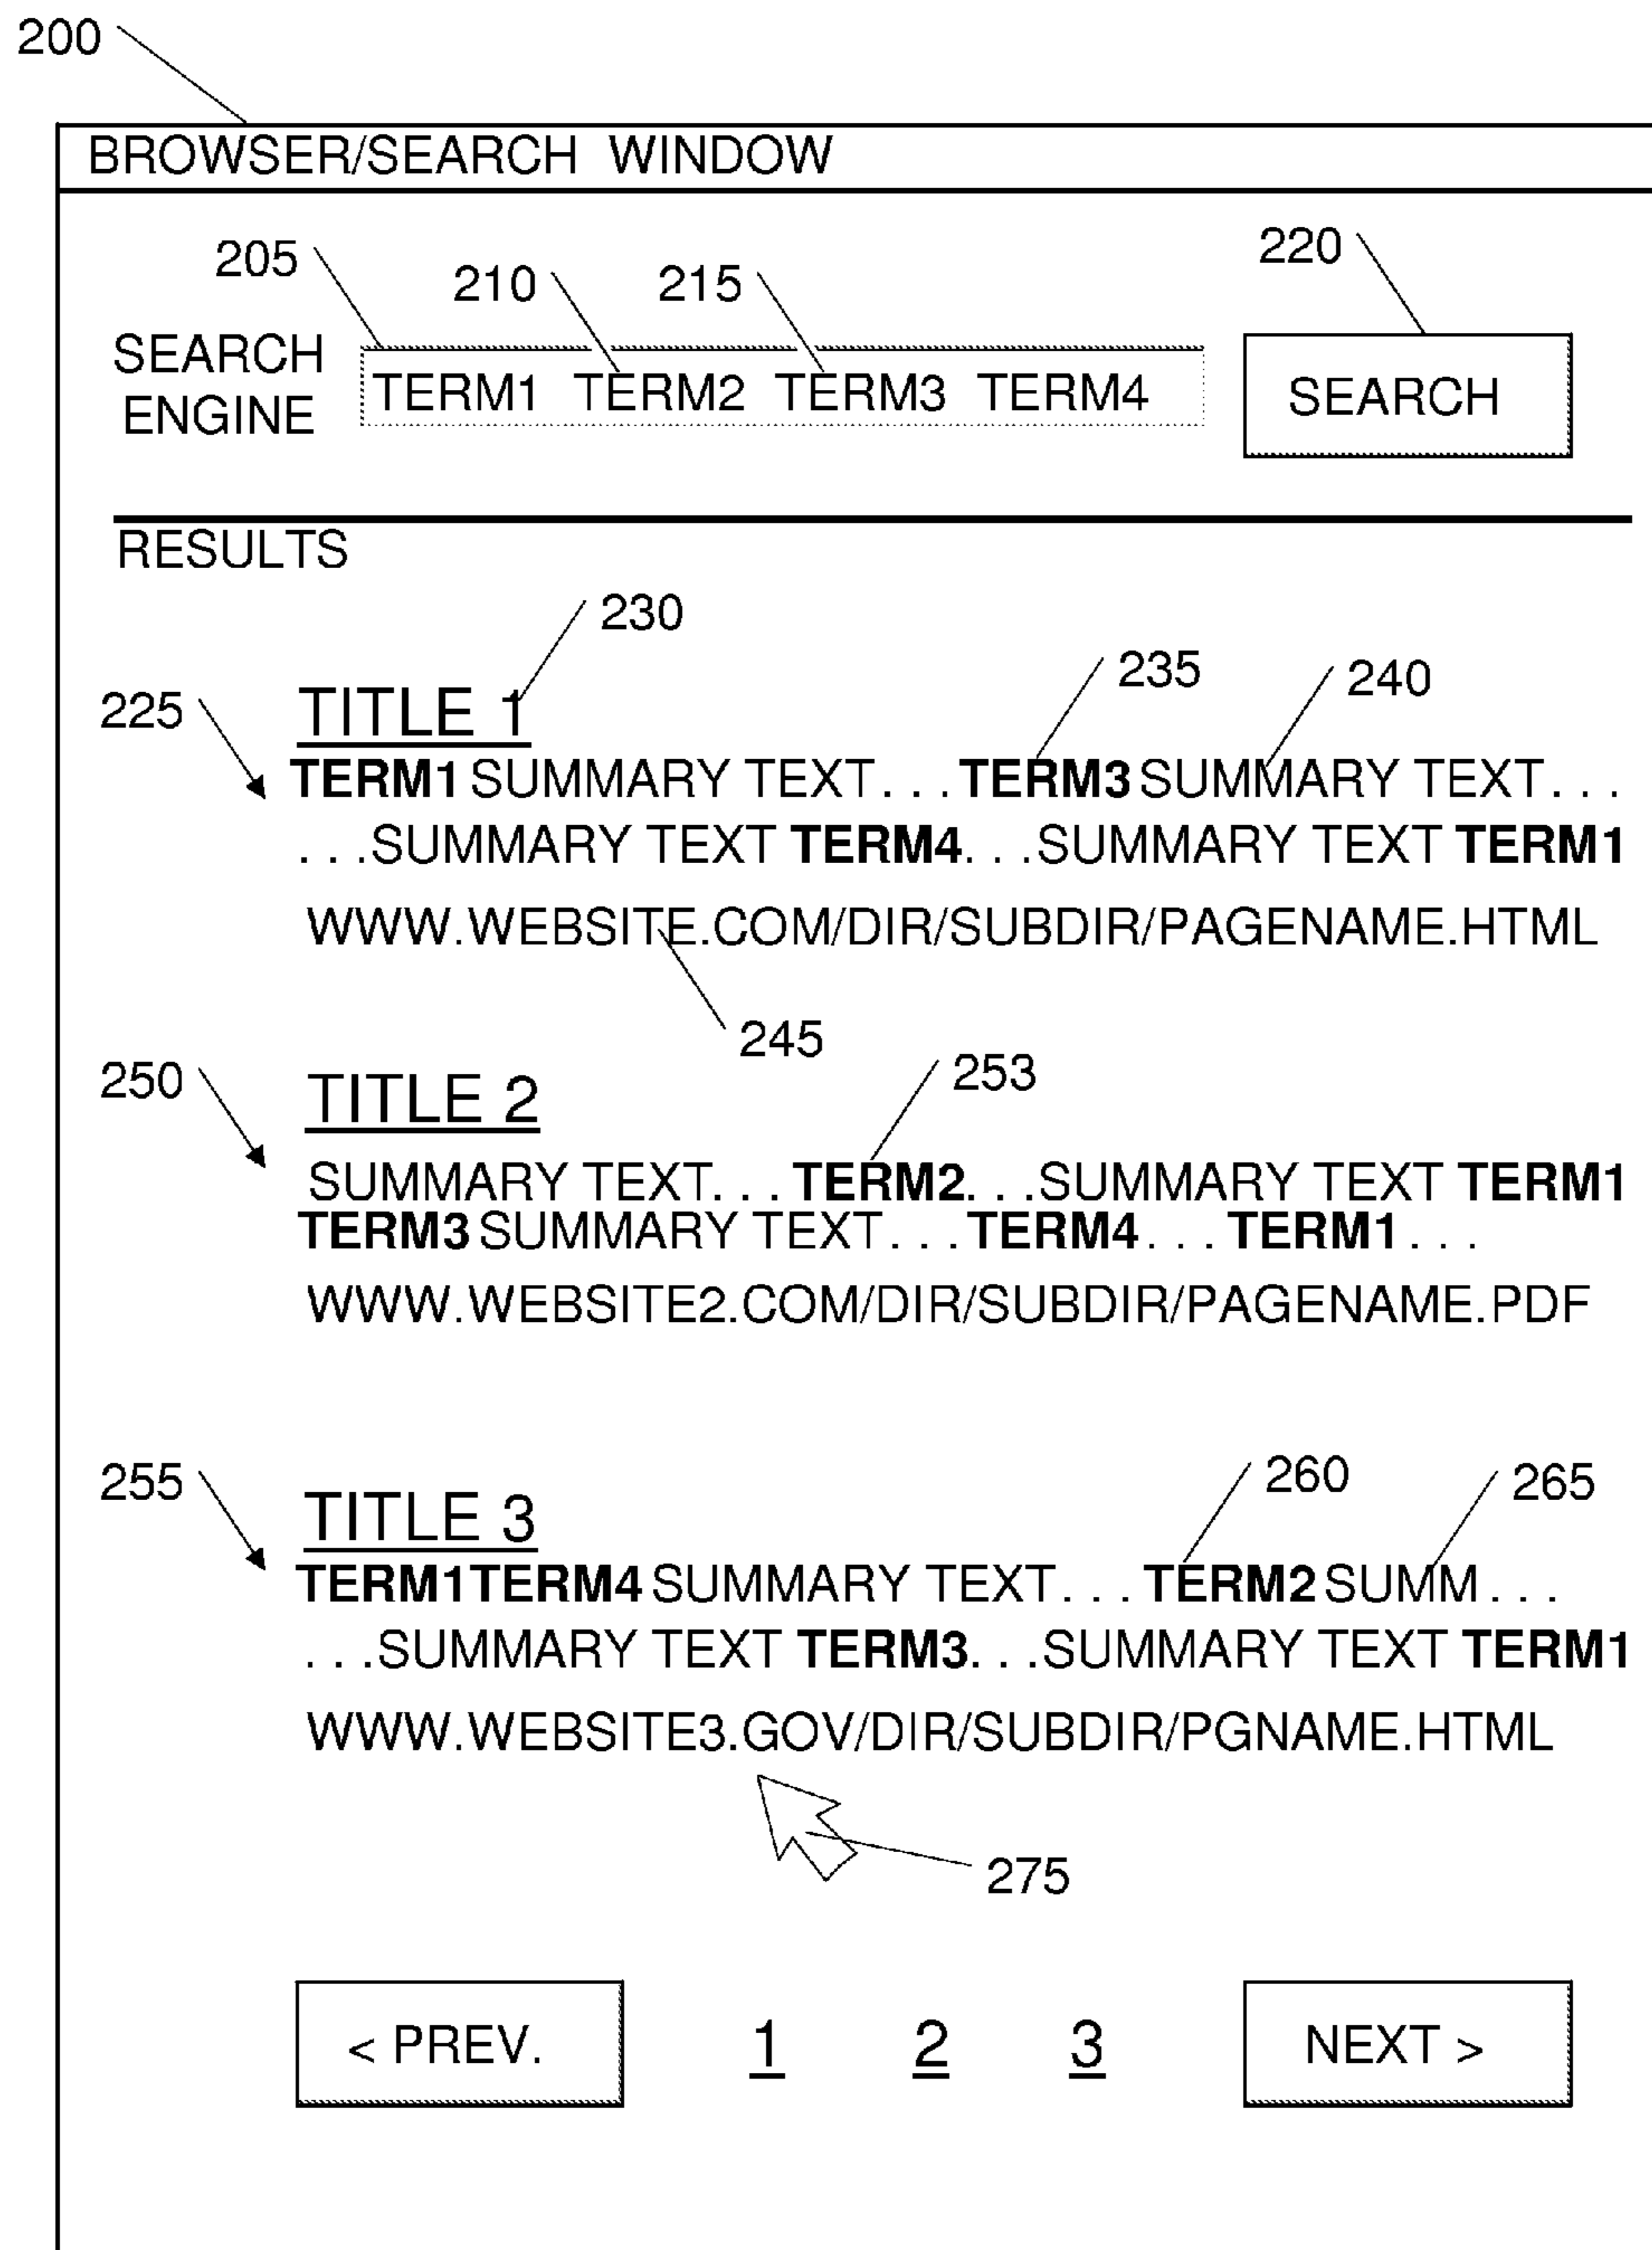 200
BROWSER/SEARCH WINDOW
205
210
215
220
SEARCH
ENGINE
TERM1 TERM2 TERM3 TERM4
SEARCH
RESULTS
230
225
TITLE 1
235
240
TERM1 SUMMARY TEXT. . . TERM3 SUMMARY TEXT. . .
. . .SUMMARY TEXT TERM4. . .SUMMARY TEXT TERM1
WWW.WEBSITE.COM/DIR/SUBDIR/PAGENAME.HTML
245
250
TITLE 2
253
SUMMARY TEXT. . . TERM2. . .SUMMARY TEXT TERM1
TERM3 SUMMARY TEXT. . . TERM4. . . TERM1. . .
WWW.WEBSITE2.COM/DIR/SUBDIR/PAGENAME.PDF
255
TITLE 3
260
265
TERM1TERM4 SUMMARY TEXT. . . TERM2 SUMM. . .
. . .SUMMARY TEXT TERM3. . .SUMMARY TEXT TERM1
WWW.WEBSITE3.GOV/DIR/SUBDIR/PGNAME.HTML
275
< PREV. 1 2 3 NEXT >